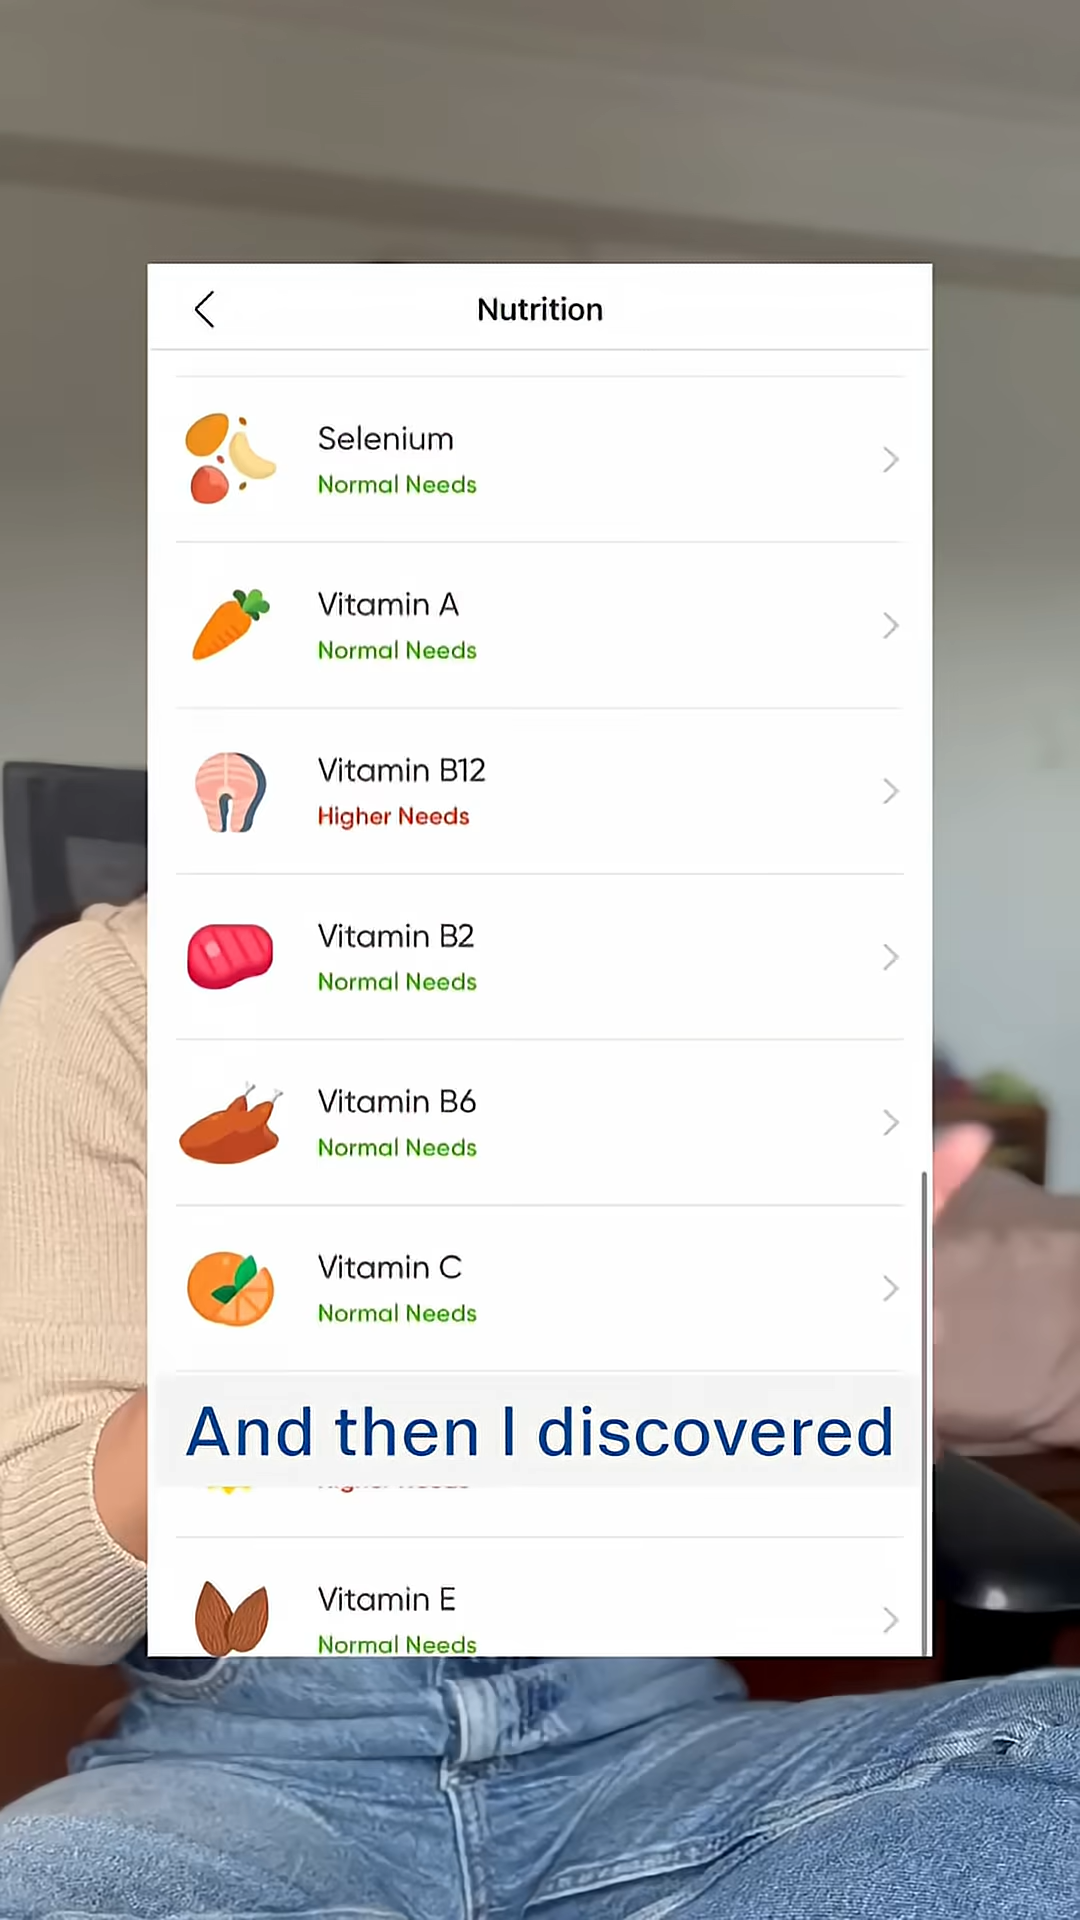 Nutrition
Selenium
Normal Needs
Vitamin A
Normal Needs
Vitamin B12
Higher Needs
Vitamin B2
Normal Needs
Vitamin B6
Normal Needs
Vitamin C
Normal Needs
And then I discovered
Vitamin E
Normal Needs